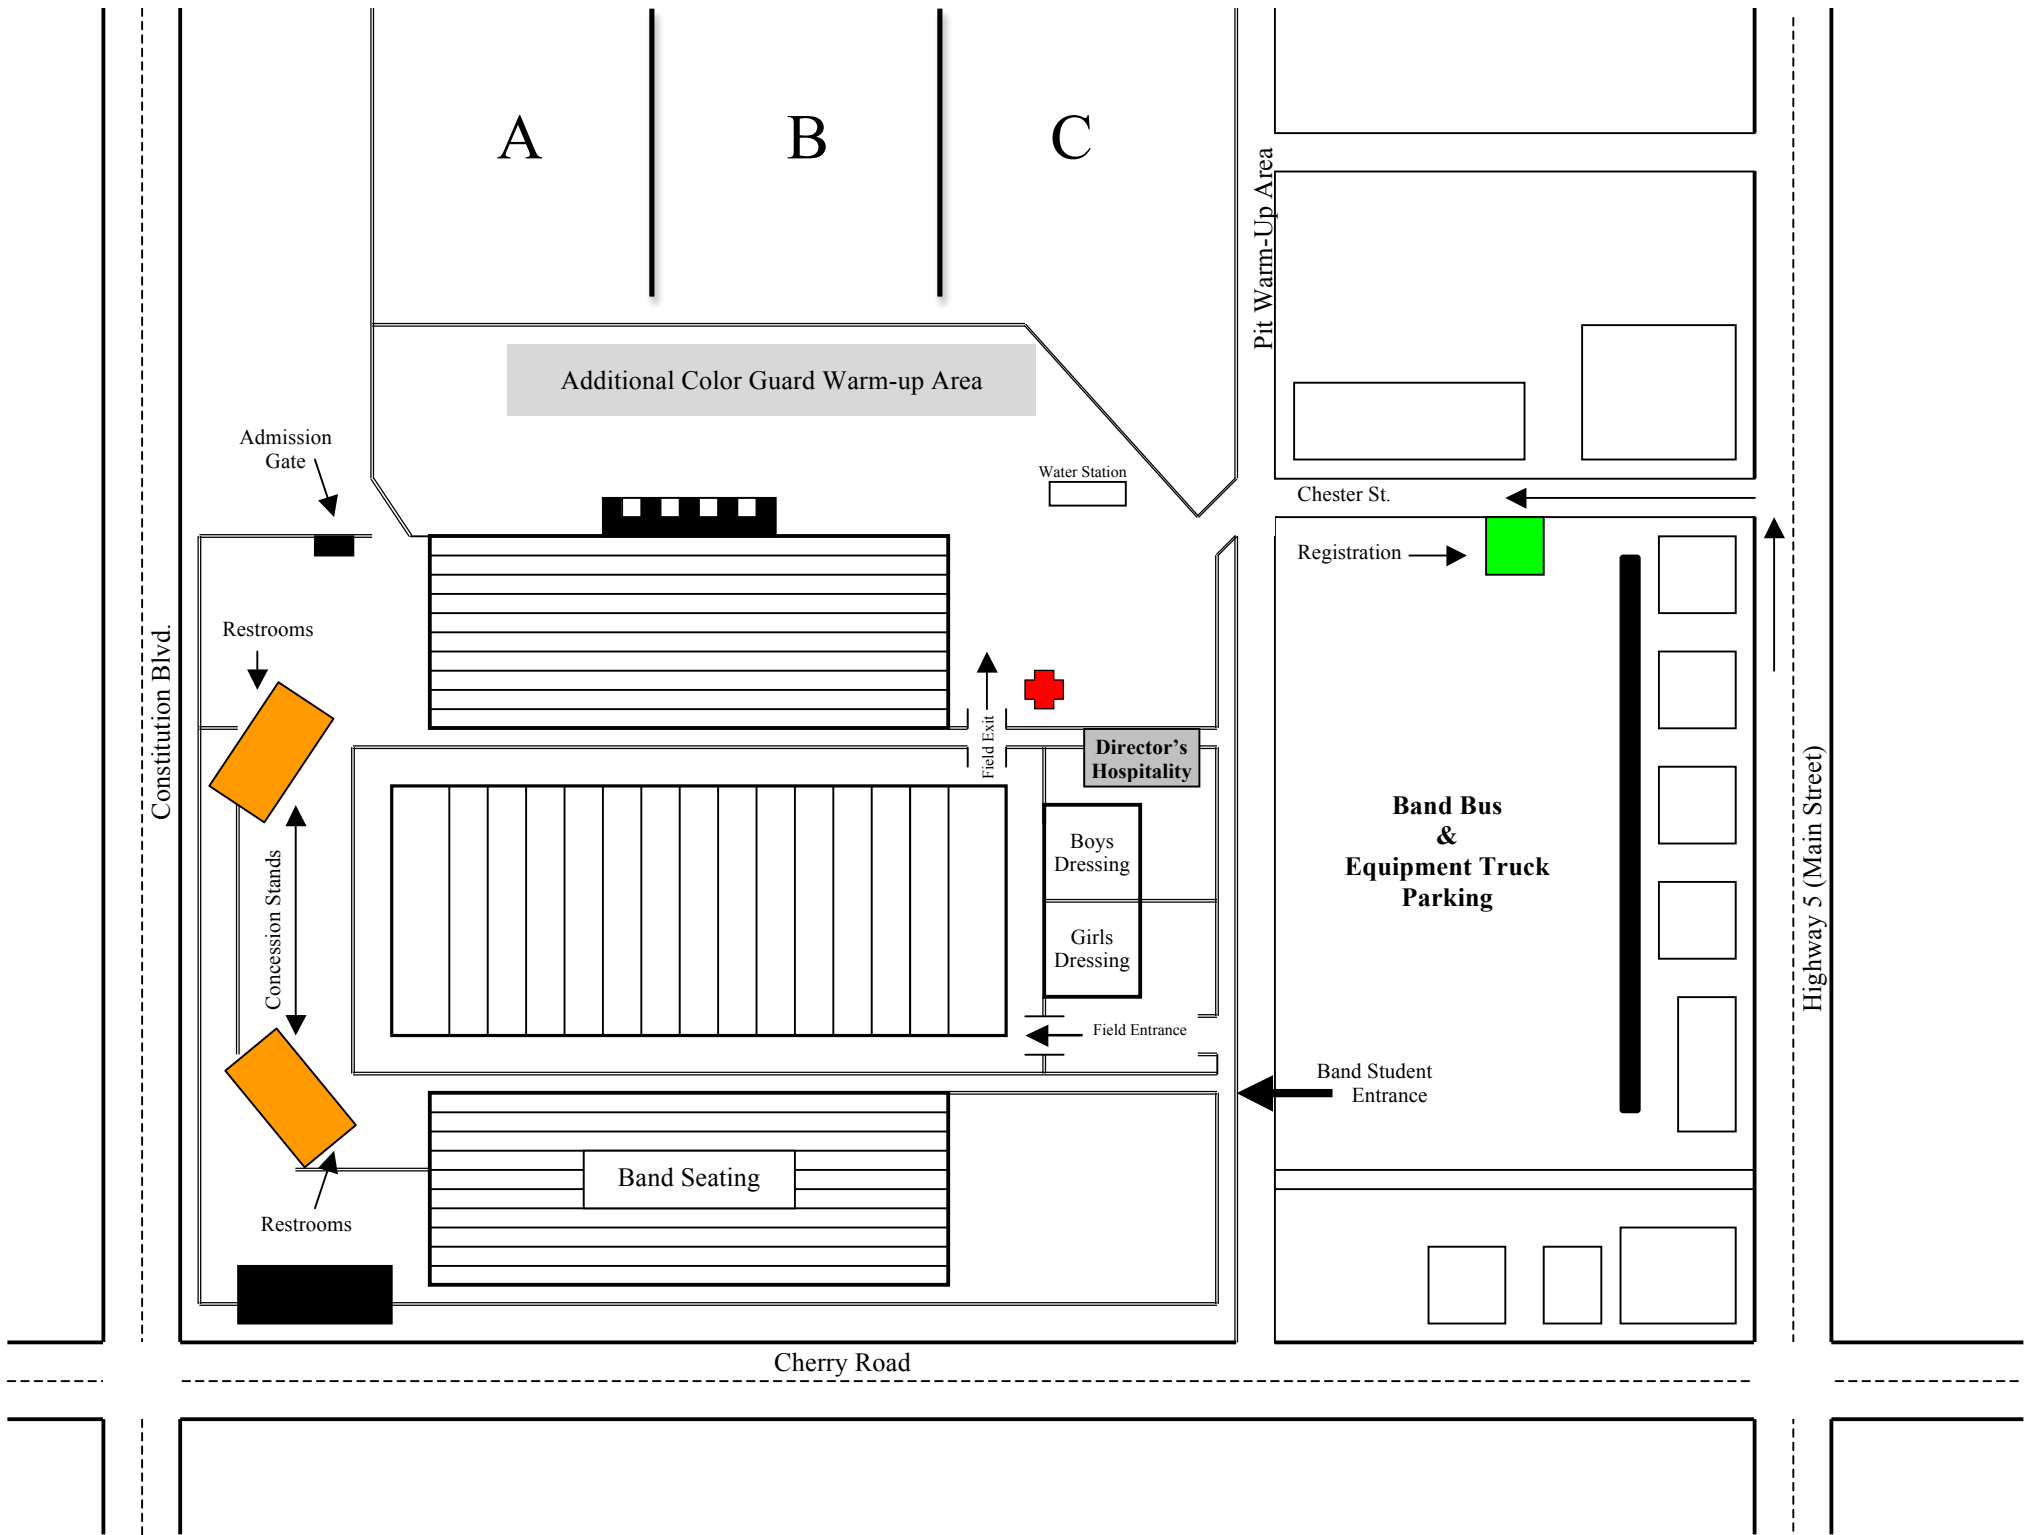 A
B
C
Pit Warm-Up Area
Additional Color Guard Warm-up Area
Admission
Gate
Water Station
Chester St.
Registration
Restrooms
Constitution Blvd.
Field Exit
Director's
Hospitality
Boys
Dressing
Girls
Dressing
Band Bus
&
Equipment Truck
Parking
Highway 5 (Main Street)
Concession Stands
Field Entrance
Band Student
Entrance
Band Seating
Restrooms
Cherry Road